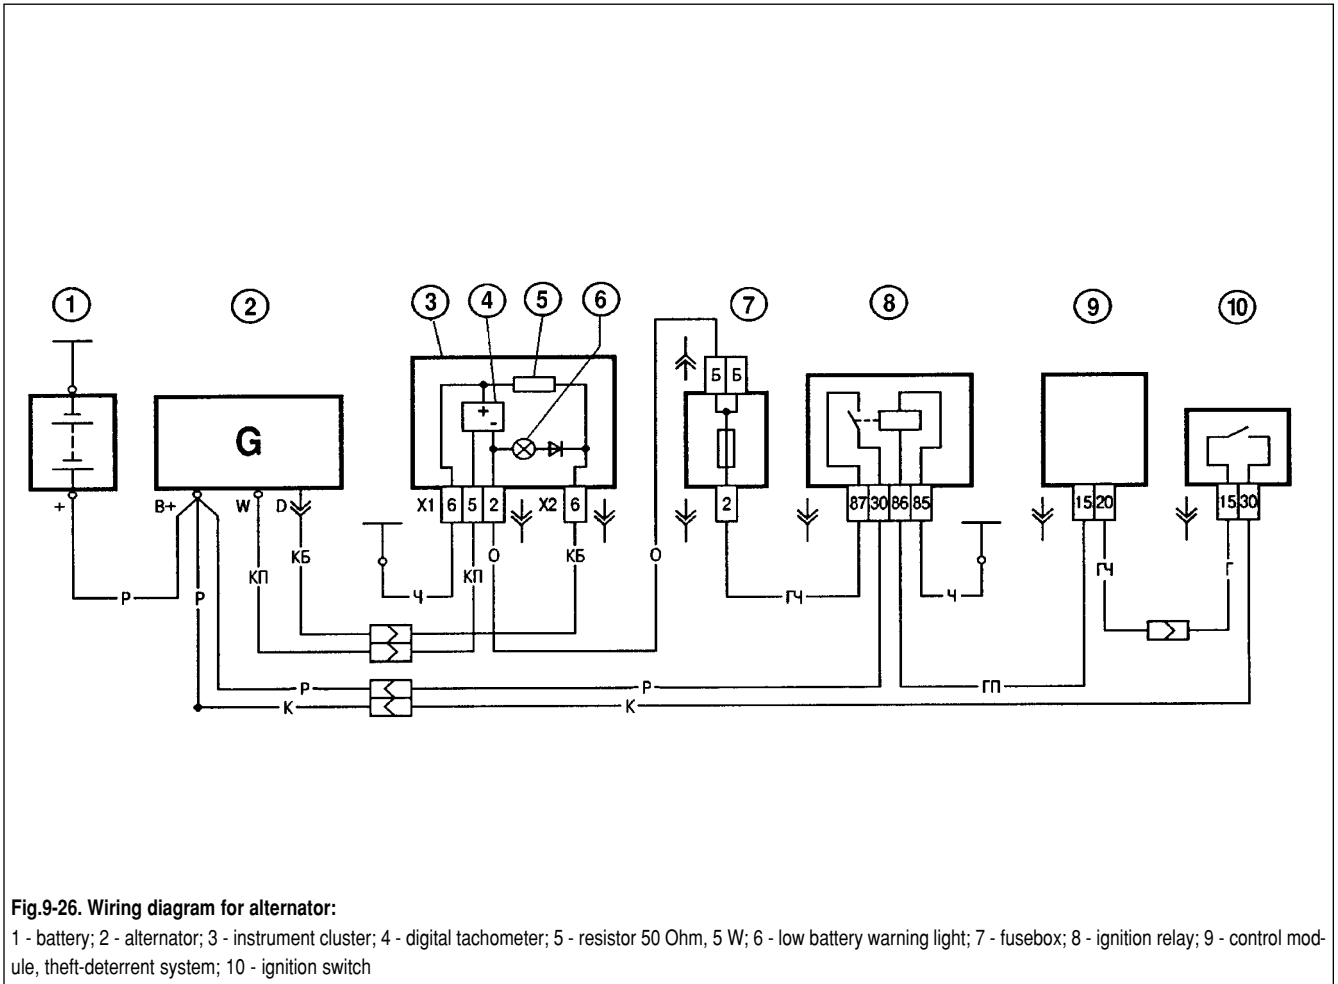 1 2 3 4 5 6 7 8 9 10
G
+ -
Б Б
+ B+ W D X1 6 5 2 X2 6 2 87 30 86 85 15 20 15 30
КБ О КБ О
КП КП ГЧ Г
Р Р Ч ГЧ Ч
Р Р ГП
К К
Fig.9-26. Wiring diagram for alternator:
1 - battery; 2 - alternator; 3 - instrument cluster; 4 - digital tachometer; 5 - resistor 50 Ohm, 5 W; 6 - low battery warning light; 7 - fusebox; 8 - ignition relay; 9 - control mod-
ule, theft-deterrent system; 10 - ignition switch